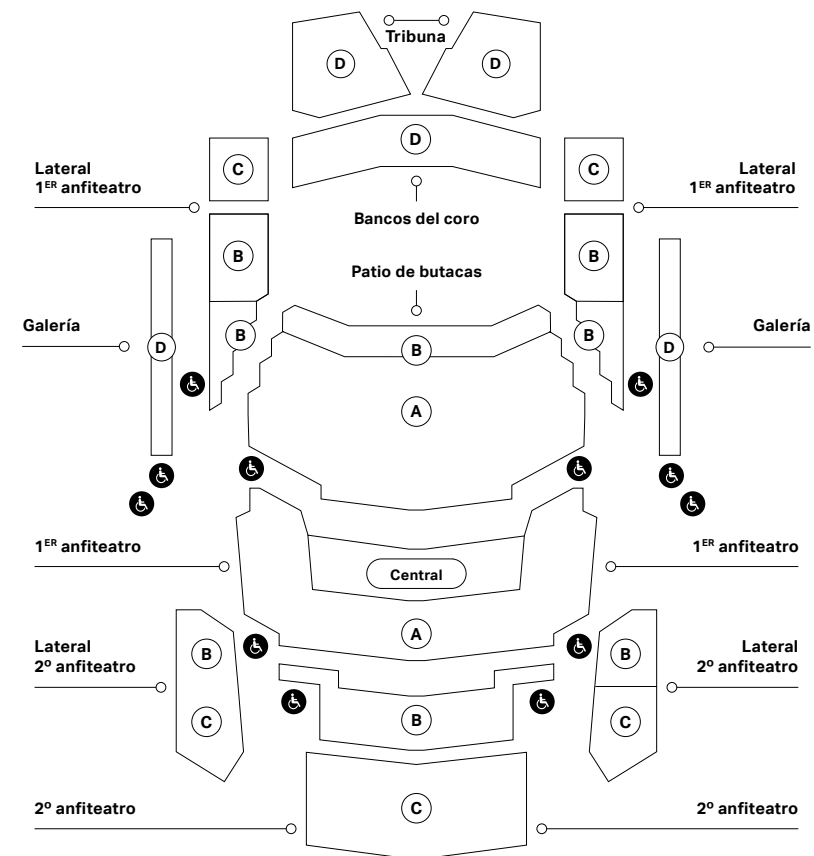 Tribuna
D
D
D
Lateral
1ER anfiteatro
C
C
Lateral
1ER anfiteatro
Bancos del coro
B
B
Patio de butacas
Galería
D
B
B
B
D
Galería
A
1ER anfiteatro
Central
1ER anfiteatro
A
Lateral
2º anfiteatro
B
B
Lateral
2º anfiteatro
C
B
C
2º anfiteatro
C
2º anfiteatro